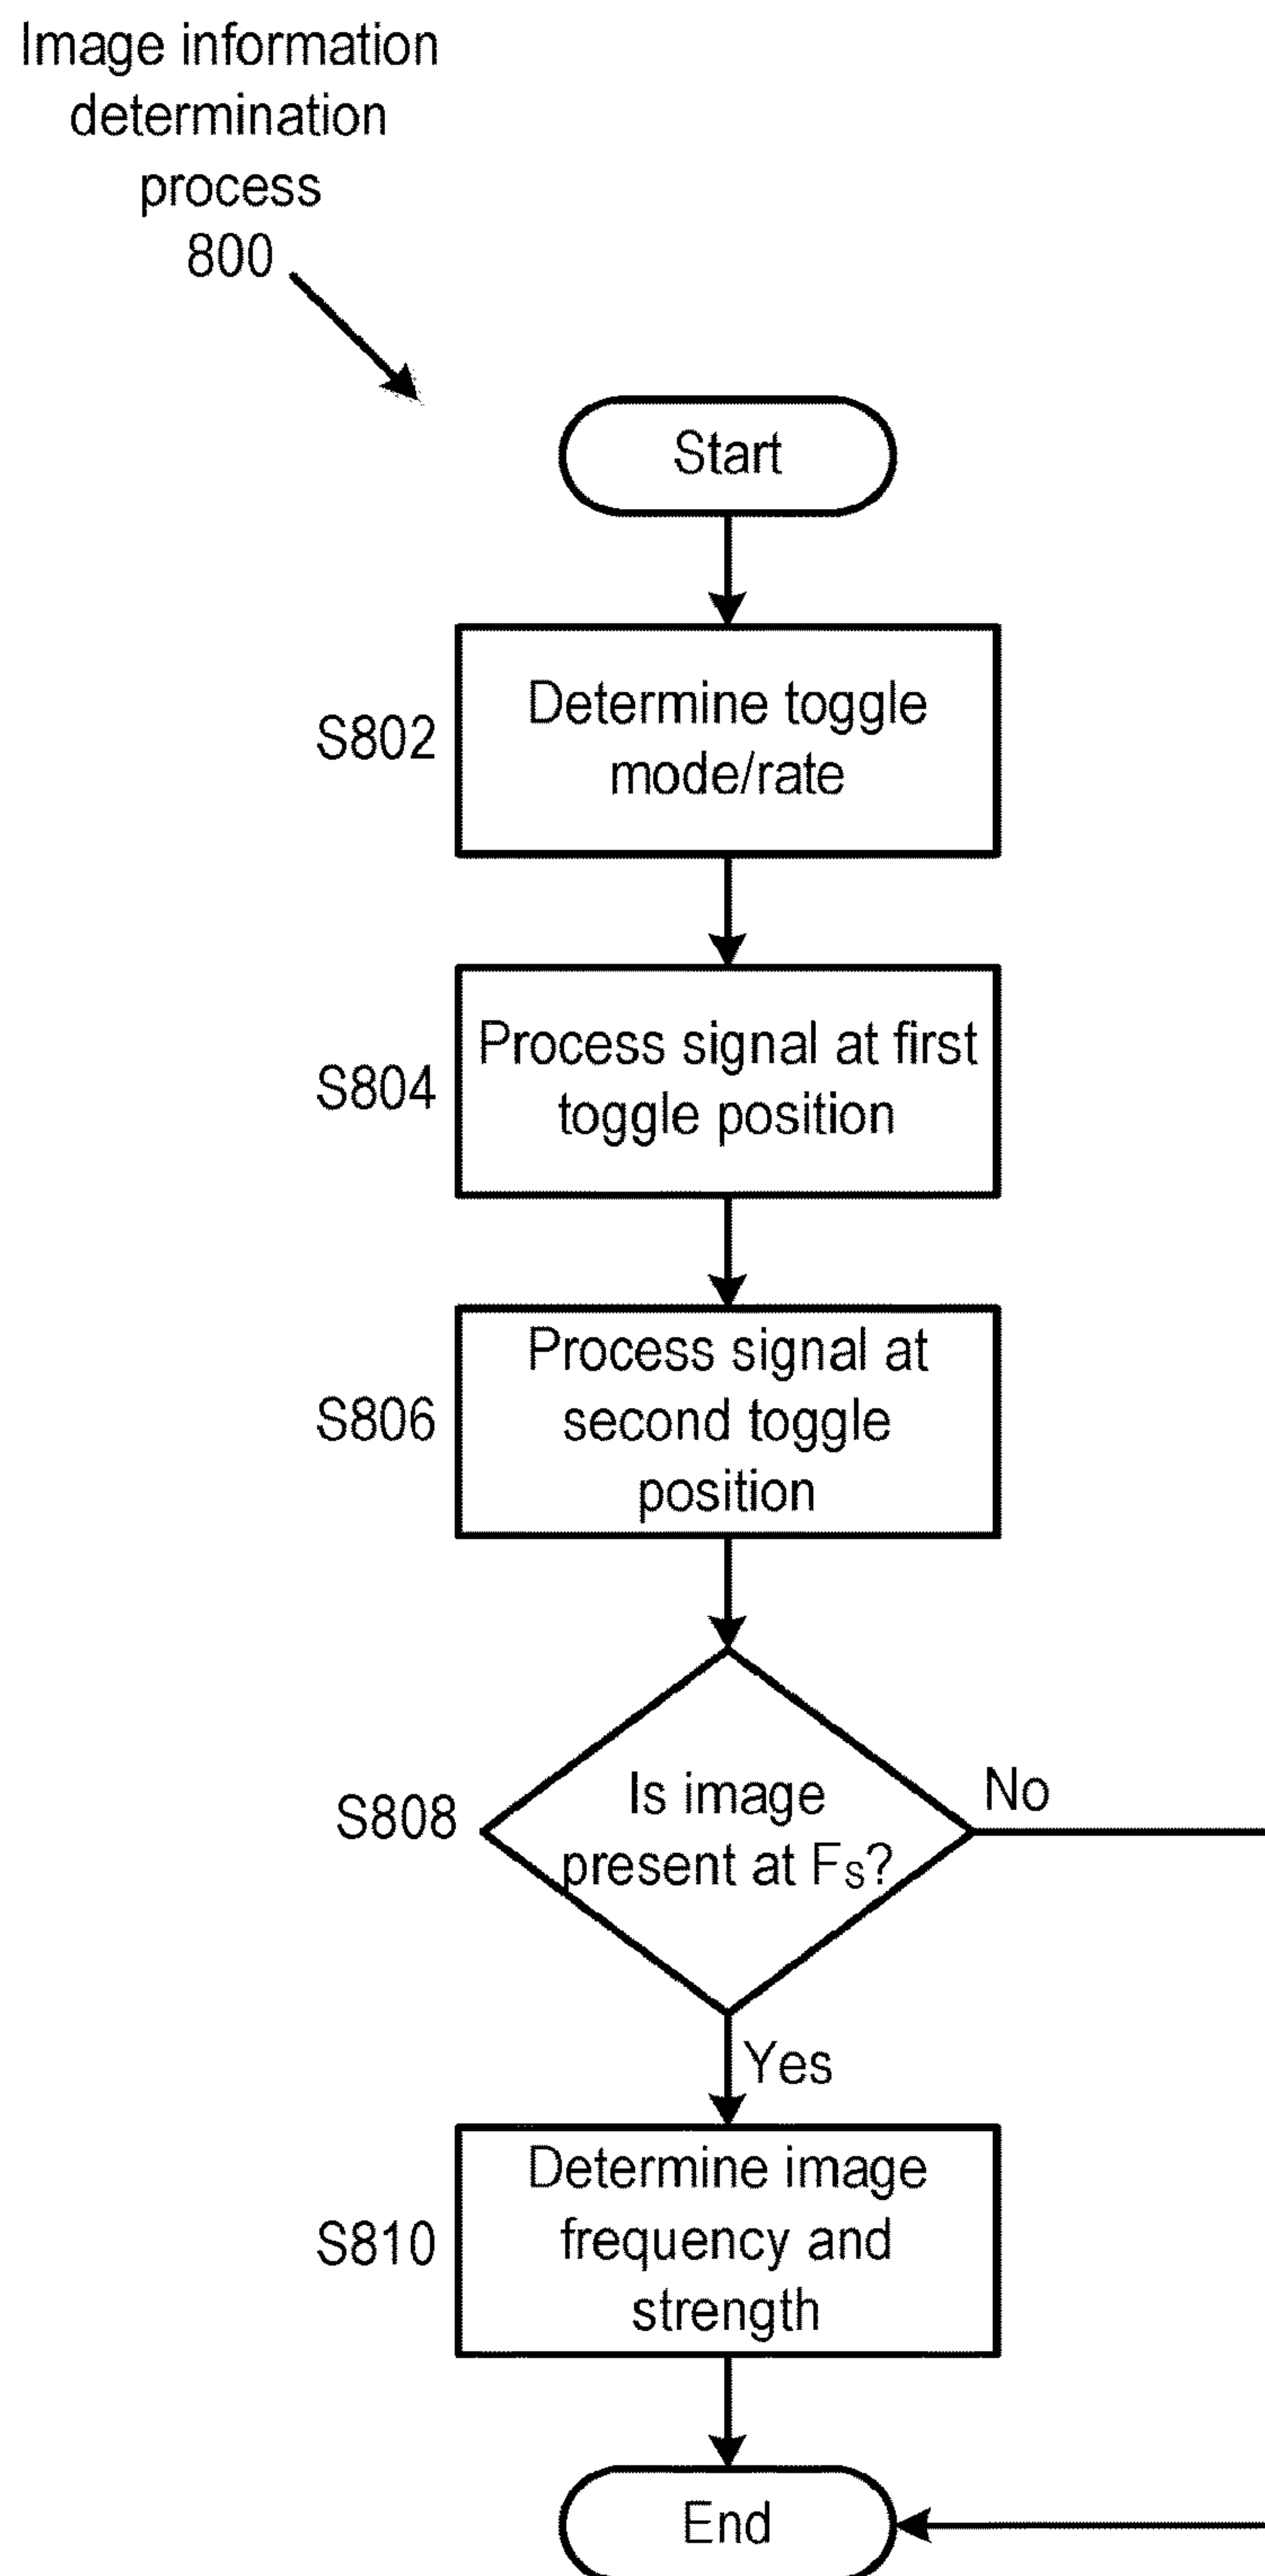 Image information
determination
process
800
Start
S802
Determine toggle
mode/rate
S804
Process signal at first
toggle position
S806
Process signal at
second toggle
position
S808
Is image
present at FS?
No
Yes
S810
Determine image
frequency and
strength
End